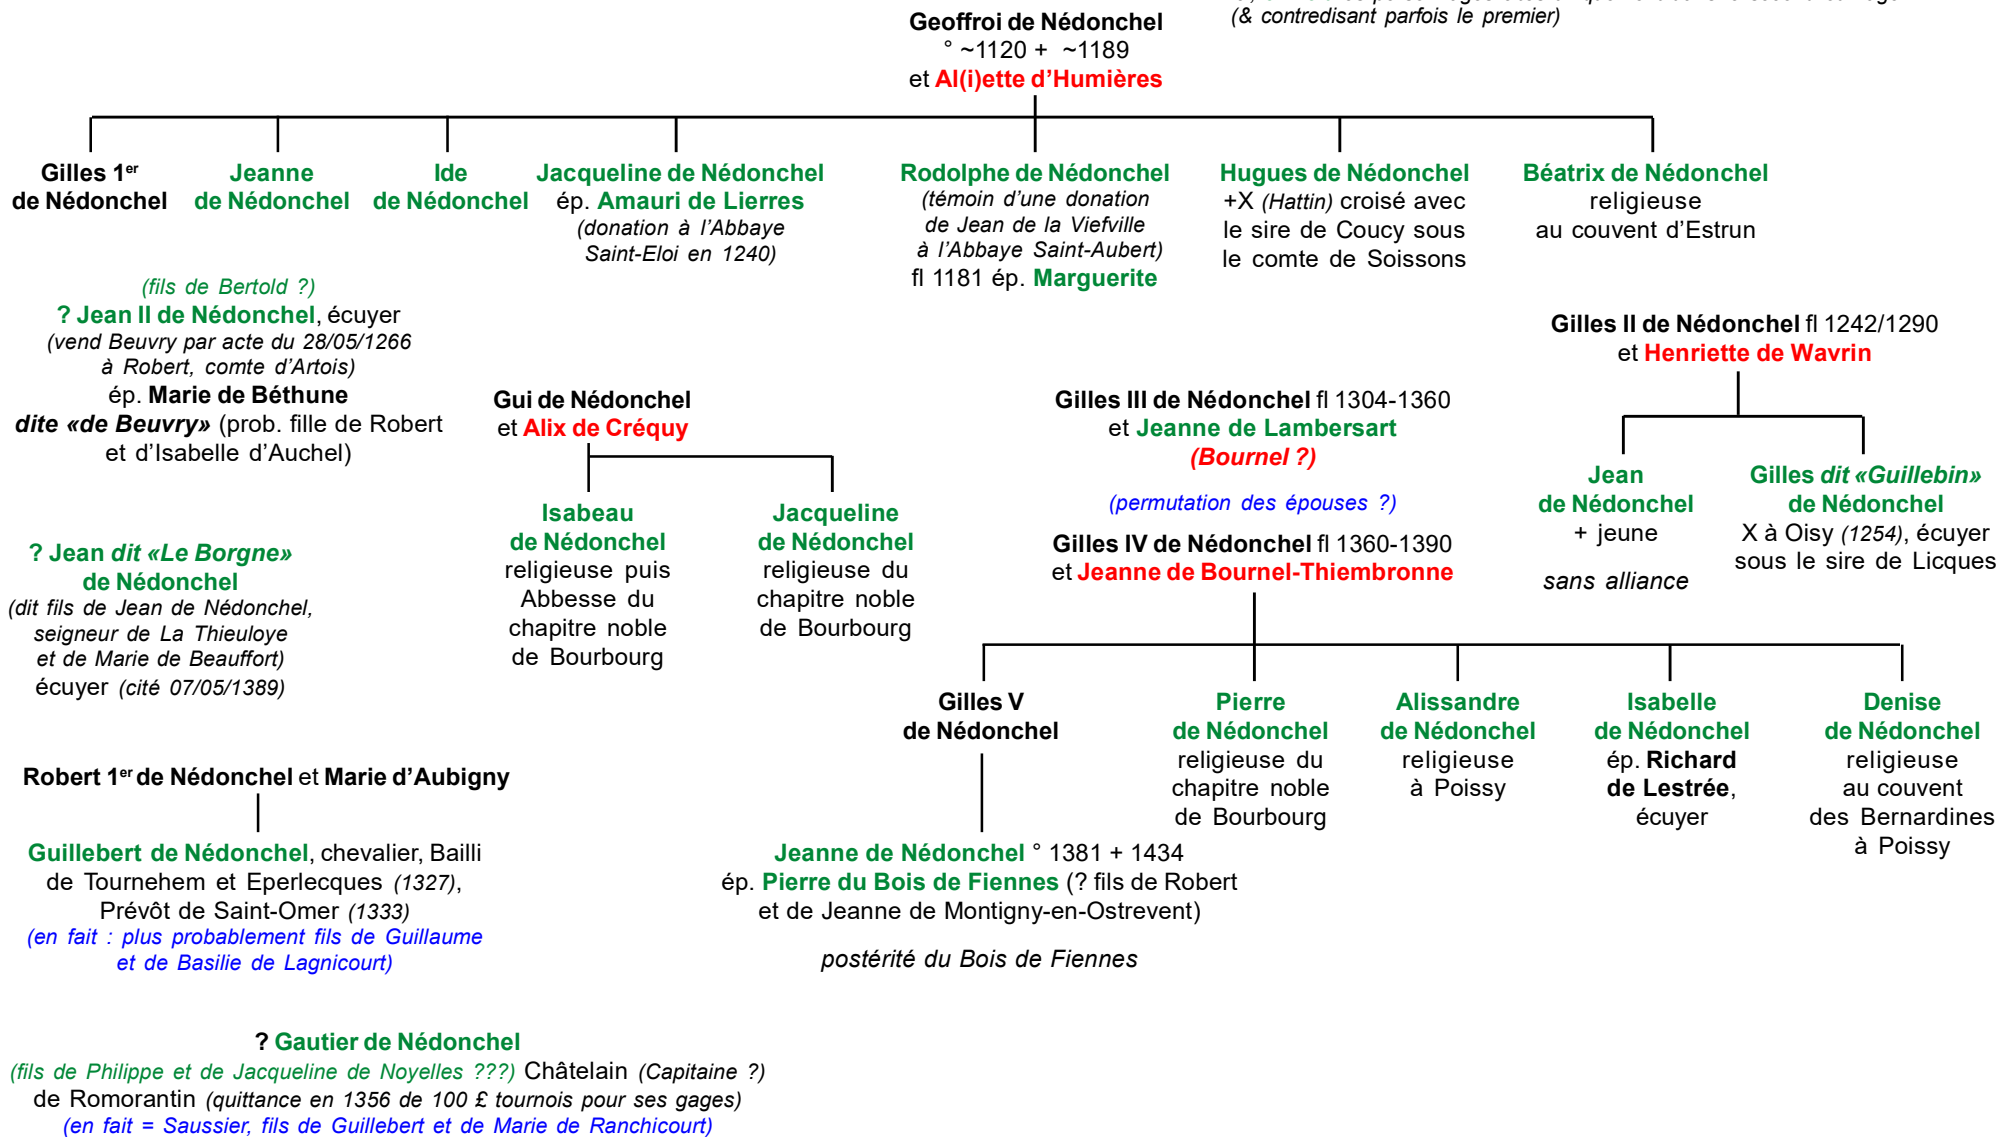 (& contredisant parfois le premier)
Geoffroi de Nédonchel
° ~1120 + ~1189
et Al(i)ette d’Humières
Gilles 1er
de Nédonchel
Jeanne
de Nédonchel
Ide
de Nédonchel
Jacqueline de Nédonchel
ép. Amauri de Lierres
(donation à l’Abbaye
Saint-Eloi en 1240)
Rodolphe de Nédonchel
(témoin d’une donation
de Jean de la Viefville
à l’Abbaye Saint-Aubert)
fl 1181 ép. Marguerite
Hugues de Nédonchel
+X (Hattin) croisé avec
le sire de Coucy sous
le comte de Soissons
Béatrix de Nédonchel
religieuse
au couvent d’Estrun
(fils de Bertold ?)
? Jean II de Nédonchel, écuyer
(vend Beuvry par acte du 28/05/1266
à Robert, comte d’Artois)
ép. Marie de Béthune
dite «de Beuvry» (prob. fille de Robert
et d’Isabelle d’Auchel)
Gui de Nédonchel
et Alix de Créquy
Isabeau
de Nédonchel
religieuse puis
Abbesse du
chapitre noble
de Bourbourg
Jacqueline
de Nédonchel
religieuse du
chapitre noble
de Bourbourg
Gilles II de Nédonchel fl 1242/1290
et Henriette de Wavrin
Jean
de Nédonchel
+ jeune
sans alliance
Gilles dit «Guillebin»
de Nédonchel
X à Oisy (1254), écuyer
sous le sire de Licques
Gilles III de Nédonchel fl 1304-1360
et Jeanne de Lambersart
(Bournel ?)
(permutation des épouses ?)
Gilles IV de Nédonchel fl 1360-1390
et Jeanne de Bournel-Thiembronne
? Jean dit «Le Borgne»
de Nédonchel
(dit fils de Jean de Nédonchel,
seigneur de La Thieuloye
et de Marie de Beauffort)
écuyer (cité 07/05/1389)
Gilles V
de Nédonchel
Pierre
de Nédonchel
religieuse du
chapitre noble
de Bourbourg
Alissandre
de Nédonchel
religieuse
à Poissy
Isabelle
de Nédonchel
ép. Richard
de Lestrée,
écuyer
Denise
de Nédonchel
religieuse
au couvent
des Bernardines
à Poissy
Robert 1er de Nédonchel et Marie d’Aubigny
Guillebert de Nédonchel, chevalier, Bailli
de Tournehem et Eperlecques (1327),
Prévôt de Saint-Omer (1333)
(en fait : plus probablement fils de Guillaume
et de Basilie de Lagnicourt)
Jeanne de Nédonchel ° 1381 + 1434
ép. Pierre du Bois de Fiennes (? fils de Robert
et de Jeanne de Montigny-en-Ostrevent)
postérité du Bois de Fiennes
? Gautier de Nédonchel
(fils de Philippe et de Jacqueline de Noyelles ???) Châtelain (Capitaine ?)
de Romorantin (quittance en 1356 de 100 £ tournois pour ses gages)
(en fait = Saussier, fils de Guillebert et de Marie de Ranchicourt)